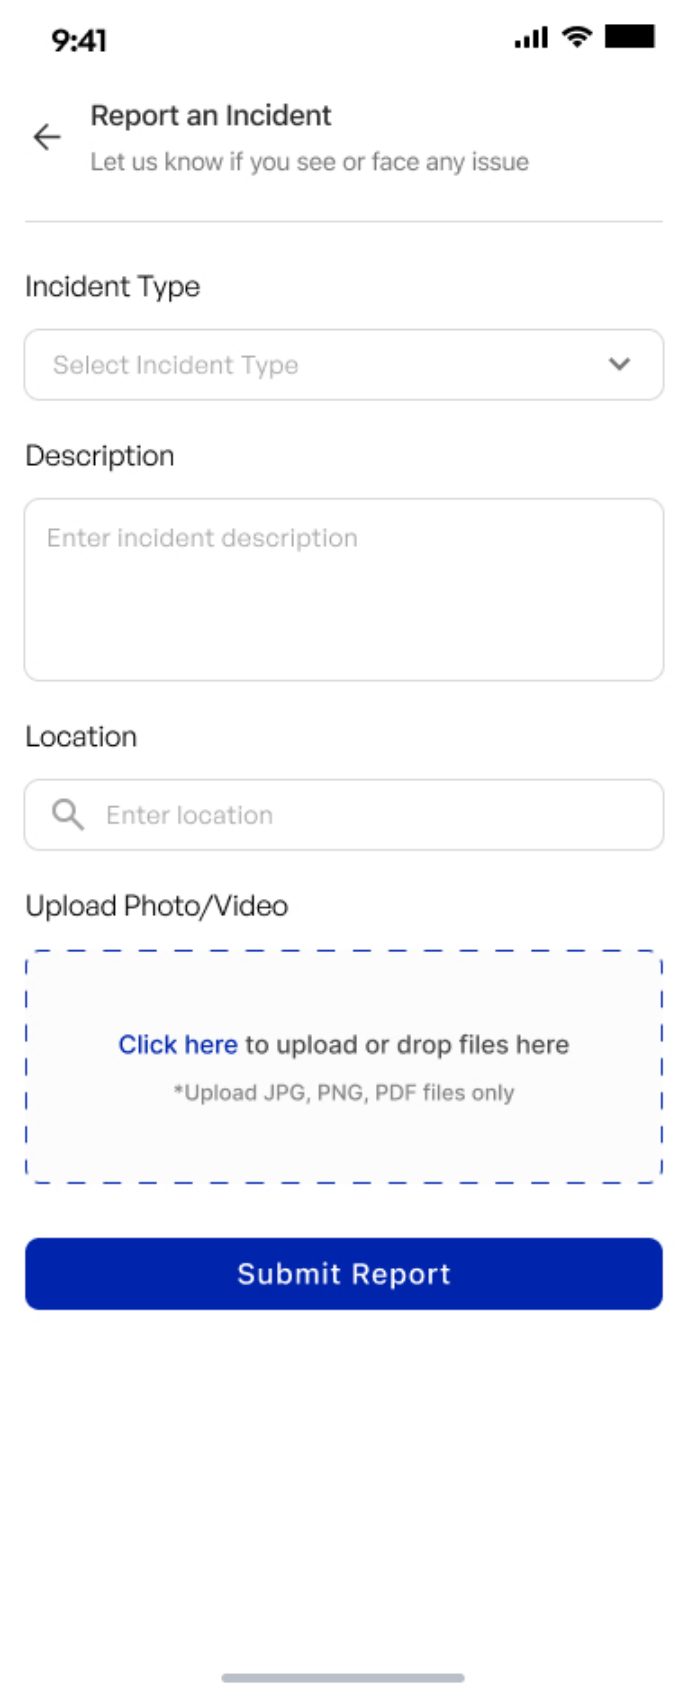 9:41
Report an Incident
Let us know if you see or face any issue
Incident Type
Select Incident Type
Description
Enter incident description
Location
Enter location
Upload Photo/Video
Click here to upload or drop files here
*Upload JPG, PNG, PDF files only
Submit Report